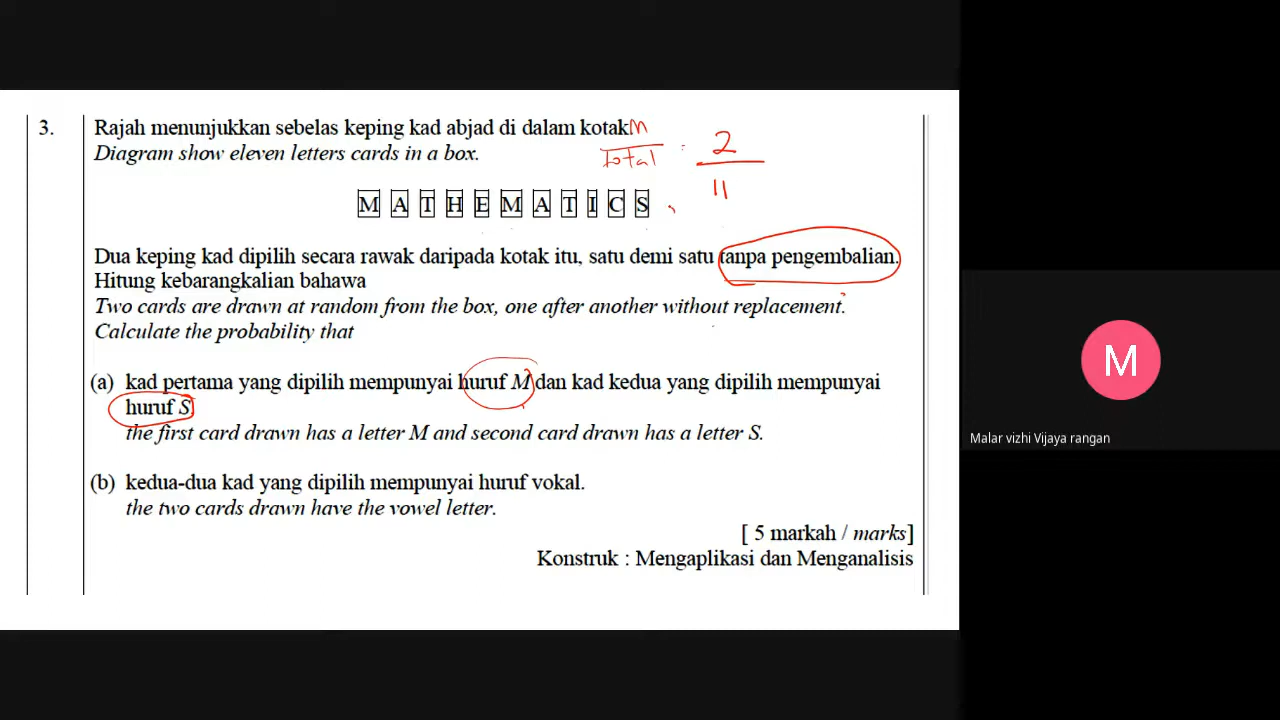 3. Rajah menunjukkan sebelas keping kad abjad di dalam kotak M
Diagram show eleven letters cards in a box. total : 2
11
M A T H E M A T I C S
Dua keping kad dipilih secara rawak daripada kotak itu, satu demi satu tanpa pengembalian.
Hitung kebarangkalian bahawa
Two cards are drawn at random from the box, one after another without replacement.
Calculate the probability that
(a) kad pertama yang dipilih mempunyai huruf M dan kad kedua yang dipilih mempunyai
huruf S.
the first card drawn has a letter M and second card drawn has a letter S.
(b) kedua-dua kad yang dipilih mempunyai huruf vokal.
the two cards drawn have the vowel letter.
[ 5 markah / marks]
Konstruk : Mengaplikasi dan Menganalisis
M
Malar vizhi Vijaya rangan